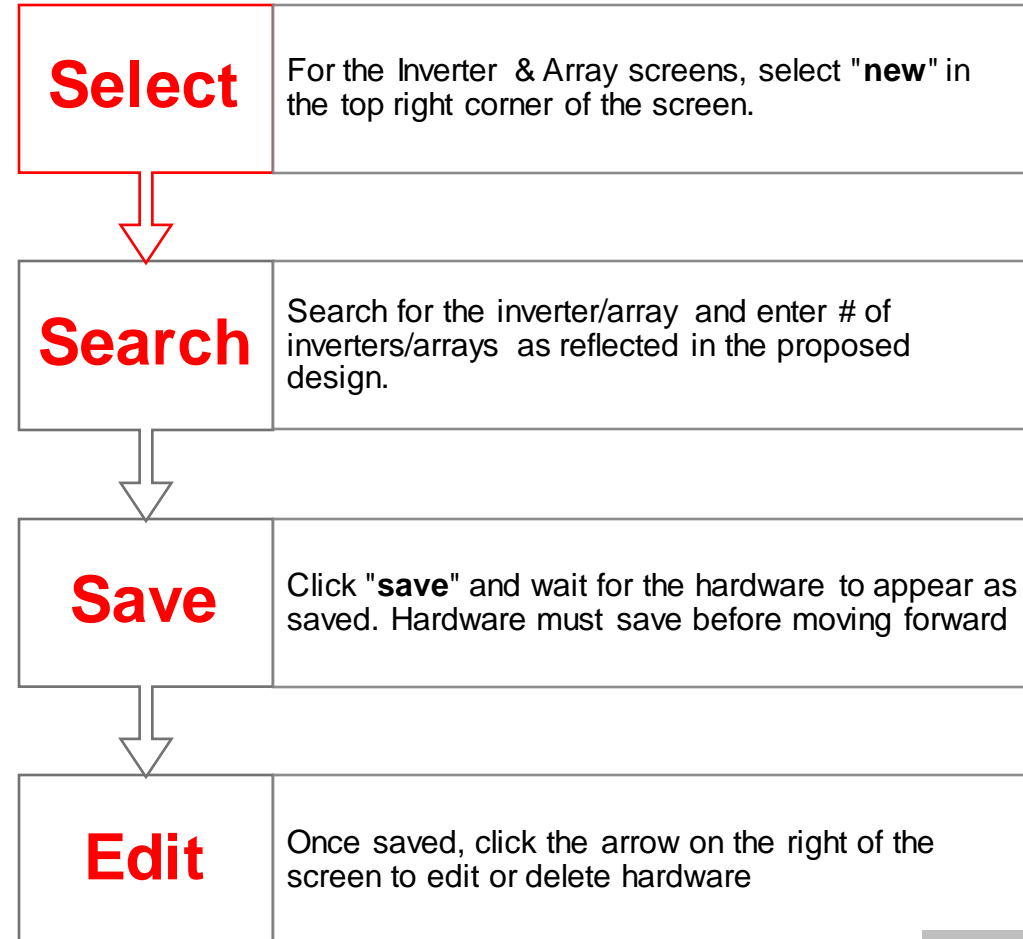 Select
For the Inverter & Array screens, select "new" in
the top right corner of the screen.
Search
Search for the inverter/array and enter # of
inverters/arrays as reflected in the proposed
design.
Save
Click "save" and wait for the hardware to appear as
saved. Hardware must save before moving forward
Edit
Once saved, click the arrow on the right of the
screen to edit or delete hardware